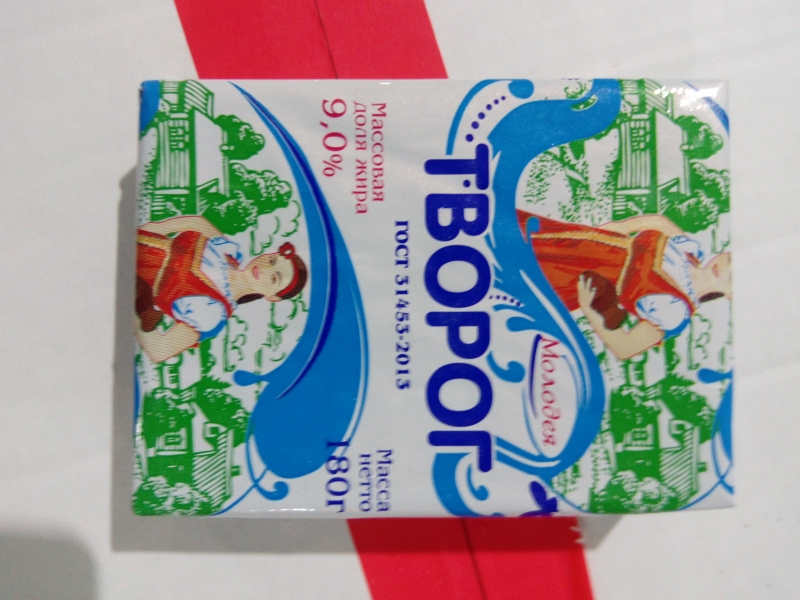 Молодея
ТВОРОГ
ГОСТ 31453-2013
Массовая
доля жира
9,0%
Масса
нетто
180г